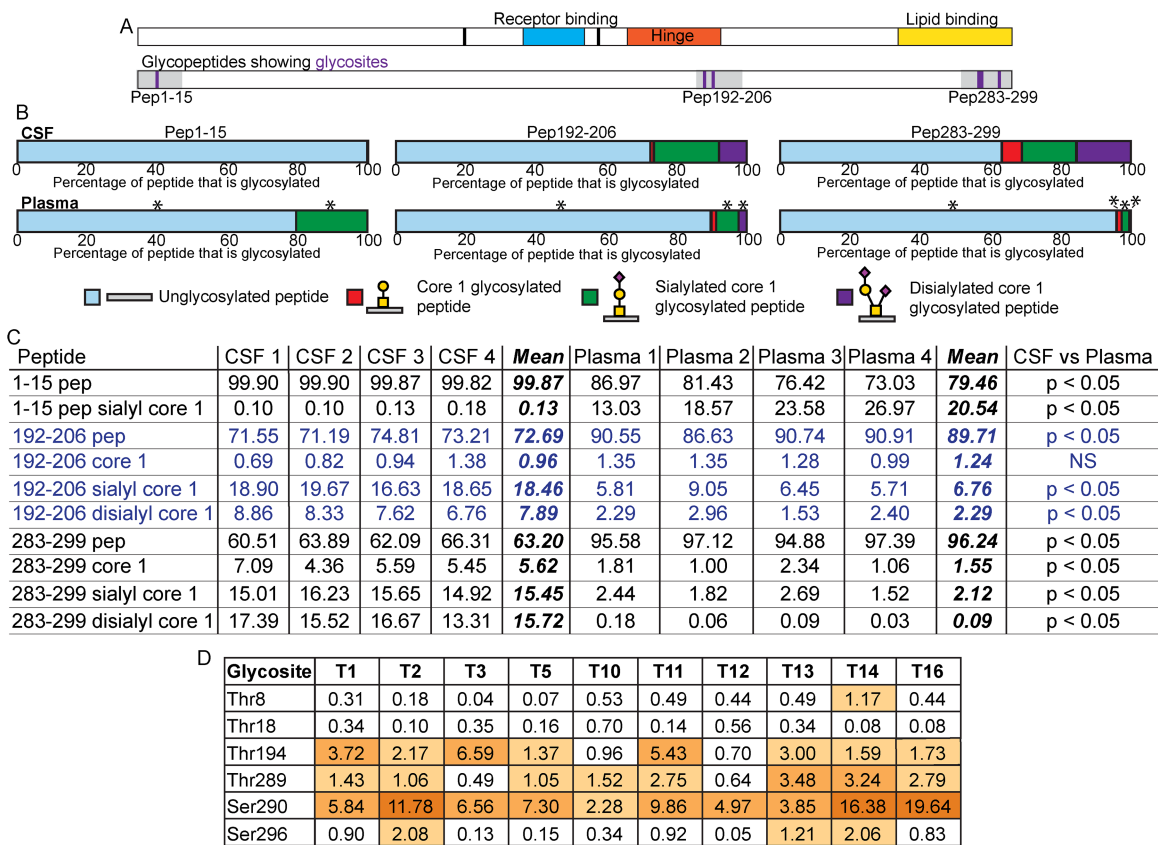 A
Receptor binding
Lipid binding
Hinge
Glycopeptides showing glycosites
Pep1-15
Pep192-206
Pep283-299
B
CSF
Pep1-15
Pep192-206
Pep283-299
0 20 40 60 80 100
0 20 40 60 80 100
0 20 40 60 80 100
Percentage of peptide that is glycosylated
Percentage of peptide that is glycosylated
Percentage of peptide that is glycosylated
Plasma
* *
* * *
* * * *
0 20 40 60 80 100
0 20 40 60 80 100
0 20 40 60 80 100
Percentage of peptide that is glycosylated
Percentage of peptide that is glycosylated
Percentage of peptide that is glycosylated
Unglycosylated peptide
Core 1 glycosylated
peptide
Sialylated core 1
glycosylated peptide
Disialylated core 1
glycosylated peptide
C
Peptide CSF 1 CSF 2 CSF 3 CSF 4 Mean Plasma 1 Plasma 2 Plasma 3 Plasma 4 Mean CSF vs Plasma
1-15 pep 99.90 99.90 99.87 99.82 99.87 86.97 81.43 76.42 73.03 79.46 p < 0.05
1-15 pep sialyl core 1 0.10 0.10 0.13 0.18 0.13 13.03 18.57 23.58 26.97 20.54 p < 0.05
192-206 pep 71.55 71.19 74.81 73.21 72.69 90.55 86.63 90.74 90.91 89.71 p < 0.05
192-206 core 1 0.69 0.82 0.94 1.38 0.96 1.35 1.35 1.28 0.99 1.24 NS
192-206 sialyl core 1 18.90 19.67 16.63 18.65 18.46 5.81 9.05 6.45 5.71 6.76 p < 0.05
192-206 disialyl core 1 8.86 8.33 7.62 6.76 7.89 2.29 2.96 1.53 2.40 2.29 p < 0.05
283-299 pep 60.51 63.89 62.09 66.31 63.20 95.58 97.12 94.88 97.39 96.24 p < 0.05
283-299 core 1 7.09 4.36 5.59 5.45 5.62 1.81 1.00 2.34 1.06 1.55 p < 0.05
283-299 sialyl core 1 15.01 16.23 15.65 14.92 15.45 2.44 1.82 2.69 1.52 2.12 p < 0.05
283-299 disialyl core 1 17.39 15.52 16.67 13.31 15.72 0.18 0.06 0.09 0.03 0.09 p < 0.05
D
Glycosite T1 T2 T3 T5 T10 T11 T12 T13 T14 T16
Thr8 0.31 0.18 0.04 0.07 0.53 0.49 0.44 0.49 1.17 0.44
Thr18 0.34 0.10 0.35 0.16 0.70 0.14 0.56 0.34 0.08 0.08
Thr194 3.72 2.17 6.59 1.37 0.96 5.43 0.70 3.00 1.59 1.73
Thr289 1.43 1.06 0.49 1.05 1.52 2.75 0.64 3.48 3.24 2.79
Ser290 5.84 11.78 6.56 7.30 2.28 9.86 4.97 3.85 16.38 19.64
Ser296 0.90 2.08 0.13 0.15 0.34 0.92 0.05 1.21 2.06 0.83